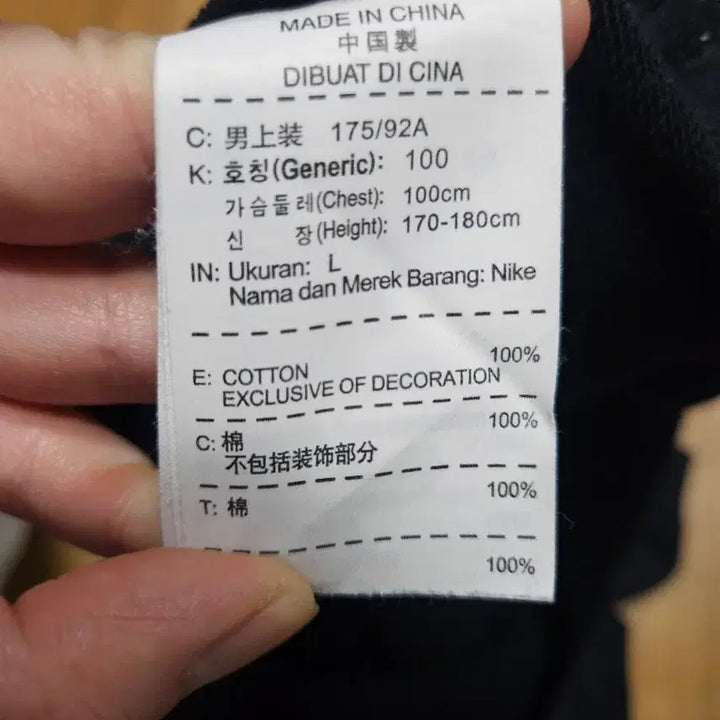 MADE IN CHINA
中国製
DIBUAT DI CINA
C: 男上装 175/92A
K: 호칭(Generic): 100
가슴둘레(Chest): 100cm
신 장(Height): 170-180cm
IN: Ukuran: L
Nama dan Merek Barang: Nike
100%
E: COTTON
EXCLUSIVE OF DECORATION
100%
C: 棉
不包括装饰部分
100%
T: 棉
100%